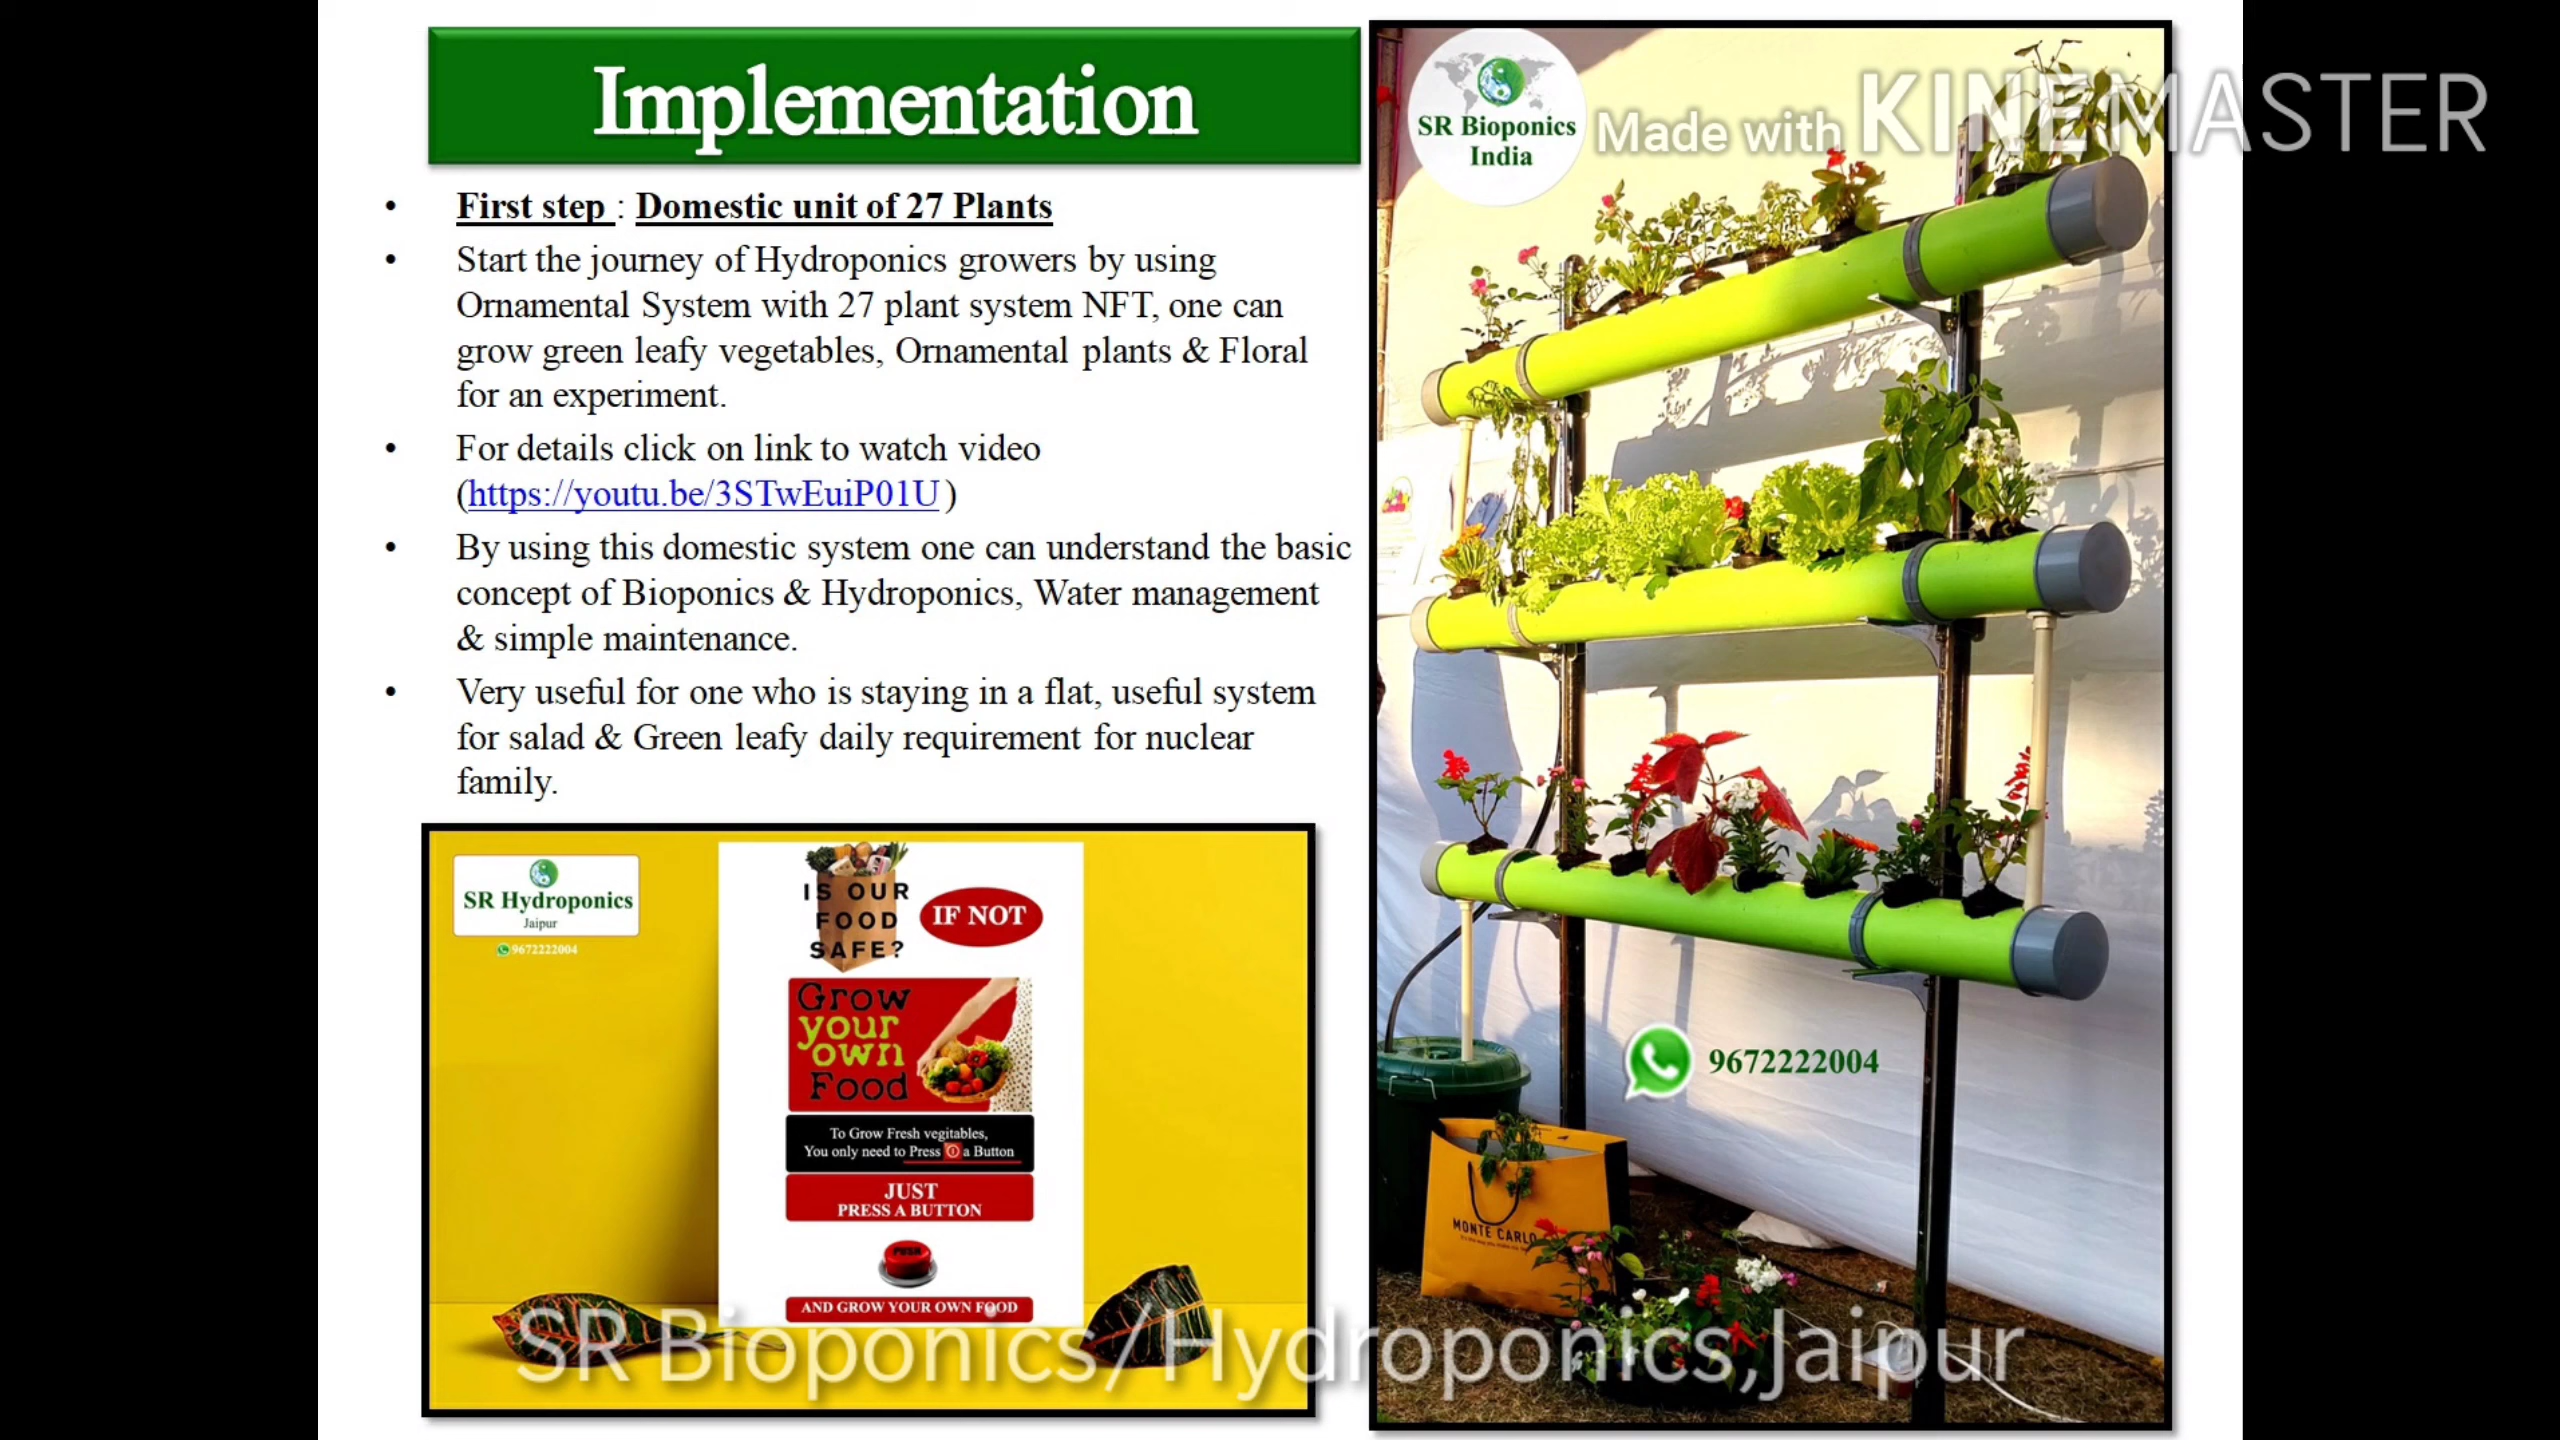 Implementation
• First step : Domestic unit of 27 Plants
• Start the journey of Hydroponics growers by using
Ornamental System with 27 plant system NFT, one can
grow green leafy vegetables, Ornamental plants & Floral
for an experiment.
• For details click on link to watch video
(https://youtu.be/3STwEuiP01U )
• By using this domestic system one can understand the basic
concept of Bioponics & Hydroponics, Water management
& simple maintenance.
• Very useful for one who is staying in a flat, useful system
for salad & Green leafy daily requirement for nuclear
family.
SR Hydroponics
Jaipur
9672222004
IS OUR
FOOD
SAFE?
IF NOT
Grow
your
own
Food
To Grow Fresh vegitables,
You only need to Press a Button
JUST
PRESS A BUTTON
PUSH
AND GROW YOUR OWN FOOD
SR Bioponics
India
Made with KINEMASTER
9672222004
MONTE CARLO
SR Bioponics/Hydroponics,Jaipur